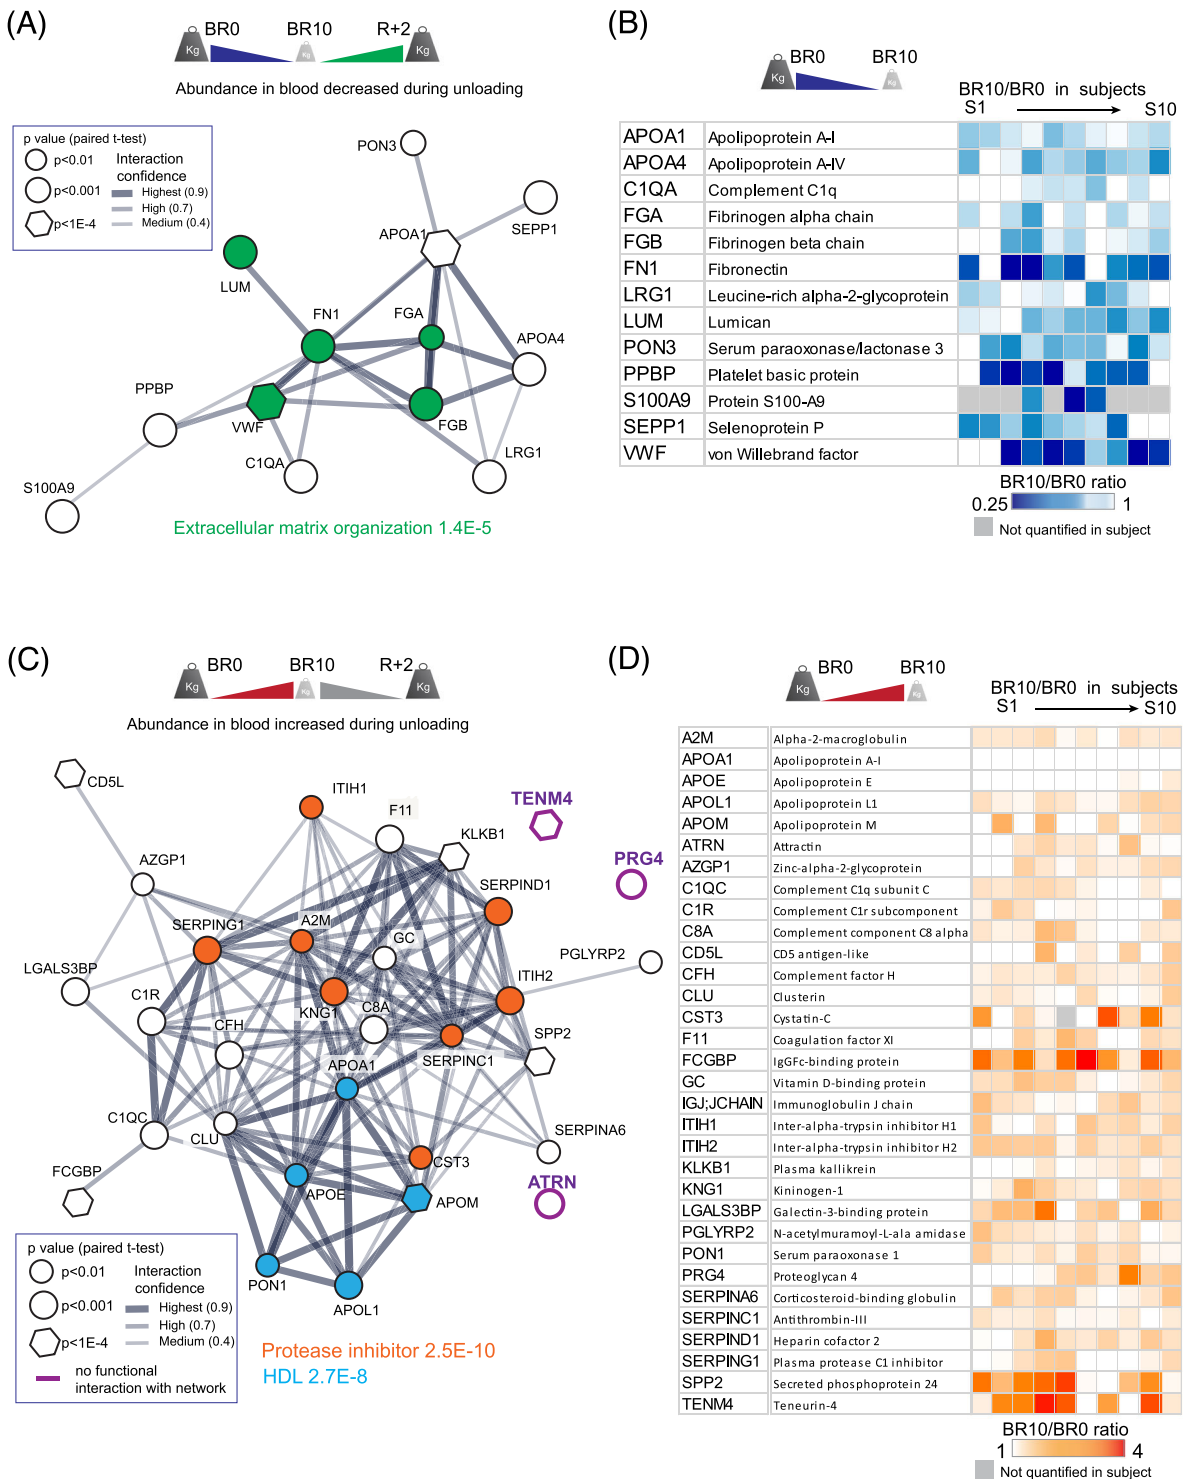 (A)
BR0 BR10 R+2
Kg Kg Kg
Abundance in blood decreased during unloading
p value (paired t-test)
p<0.01
p<0.001
p<1E-4
Interaction
confidence
Highest (0.9)
High (0.7)
Medium (0.4)
PON3
SEPP1
APOA1
LUM
FN1
FGA
APOA4
PPBP
VWF
FGB
C1QA
LRG1
S100A9
Extracellular matrix organization 1.4E-5
(B)
BR0 BR10
Kg Kg
BR10/BR0 in subjects
S1 S10
APOA1 Apolipoprotein A-I
APOA4 Apolipoprotein A-IV
C1QA Complement C1q
FGA Fibrinogen alpha chain
FGB Fibrinogen beta chain
FN1 Fibronectin
LRG1 Leucine-rich alpha-2-glycoprotein
LUM Lumican
PON3 Serum paraoxonase/lactonase 3
PPBP Platelet basic protein
S100A9 Protein S100-A9
SEPP1 Selenoprotein P
VWF von Willebrand factor
BR10/BR0 ratio
0.25 1
Not quantified in subject
(C)
BR0 BR10 R+2
Kg Kg Kg
Abundance in blood increased during unloading
CD5L
ITIH1
TENM4
F11
KLKB1
AZGP1
PRG4
SERPIND1
SERPING1
A2M
GC
PGLYRP2
LGALS3BP
ITIH2
C1R
KNG1
C8A
CFH
SPP2
SERPINC1
APOA1
C1QC
CLU
SERPINA6
CST3
FCGBP
ATRN
APOE
APOM
PON1
APOL1
p value (paired t-test)
p<0.01
p<0.001
p<1E-4
Interaction
confidence
Highest (0.9)
High (0.7)
Medium (0.4)
no functional
interaction with network
Protease inhibitor 2.5E-10
HDL 2.7E-8
(D)
BR0 BR10
Kg Kg
BR10/BR0 in subjects
S1 S10
A2M Alpha-2-macroglobulin
APOA1 Apolipoprotein A-I
APOE Apolipoprotein E
APOL1 Apolipoprotein L1
APOM Apolipoprotein M
ATRN Attractin
AZGP1 Zinc-alpha-2-glycoprotein
C1QC Complement C1q subunit C
C1R Complement C1r subcomponent
C8A Complement component C8 alpha
CD5L CD5 antigen-like
CFH Complement factor H
CLU Clusterin
CST3 Cystatin-C
F11 Coagulation factor XI
FCGBP IgGFc-binding protein
GC Vitamin D-binding protein
IGJ;JCHAIN Immunoglobulin J chain
ITIH1 Inter-alpha-trypsin inhibitor H1
ITIH2 Inter-alpha-trypsin inhibitor H2
KLKB1 Plasma kallikrein
KNG1 Kininogen-1
LGALS3BP Galectin-3-binding protein
PGLYRP2 N-acetylmuramoyl-L-ala amidase
PON1 Serum paraoxonase 1
PRG4 Proteoglycan 4
SERPINA6 Corticosteroid-binding globulin
SERPINC1 Antithrombin-III
SERPIND1 Heparin cofactor 2
SERPING1 Plasma protease C1 inhibitor
SPP2 Secreted phosphoprotein 24
TENM4 Teneurin-4
BR10/BR0 ratio
1 4
Not quantified in subject